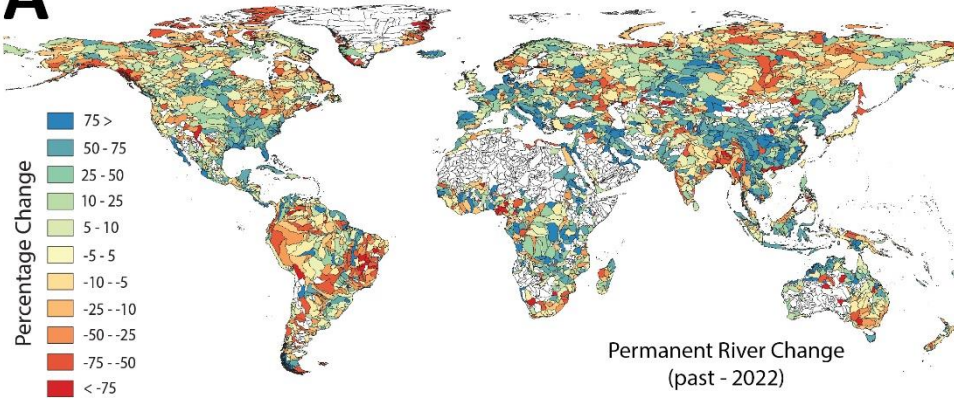 A
Percentage Change
75 >
50 - 75
25 - 50
10 - 25
5 - 10
-5 - 5
-10 - -5
-25 - -10
-50 - -25
-75 - -50
< -75
Permanent River Change
(past - 2022)